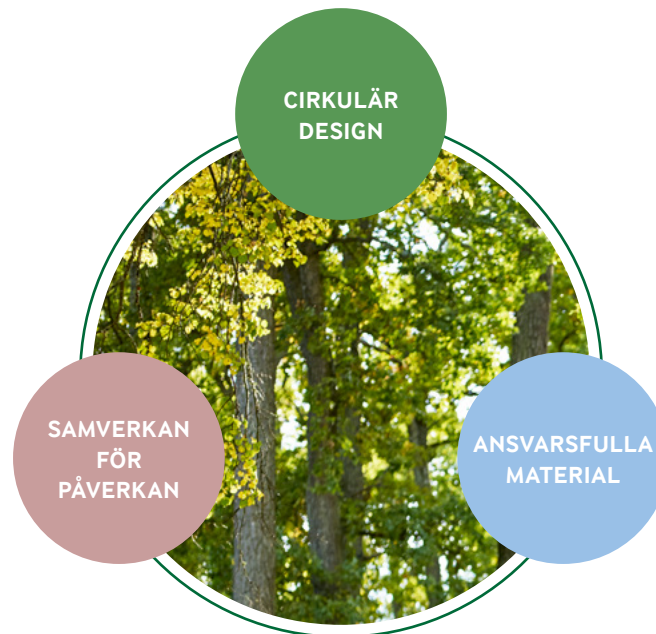 CIRKULÄR
DESIGN
SAMVERKAN
FÖR
PÅVERKAN
ANSVARSFULLA
MATERIAL